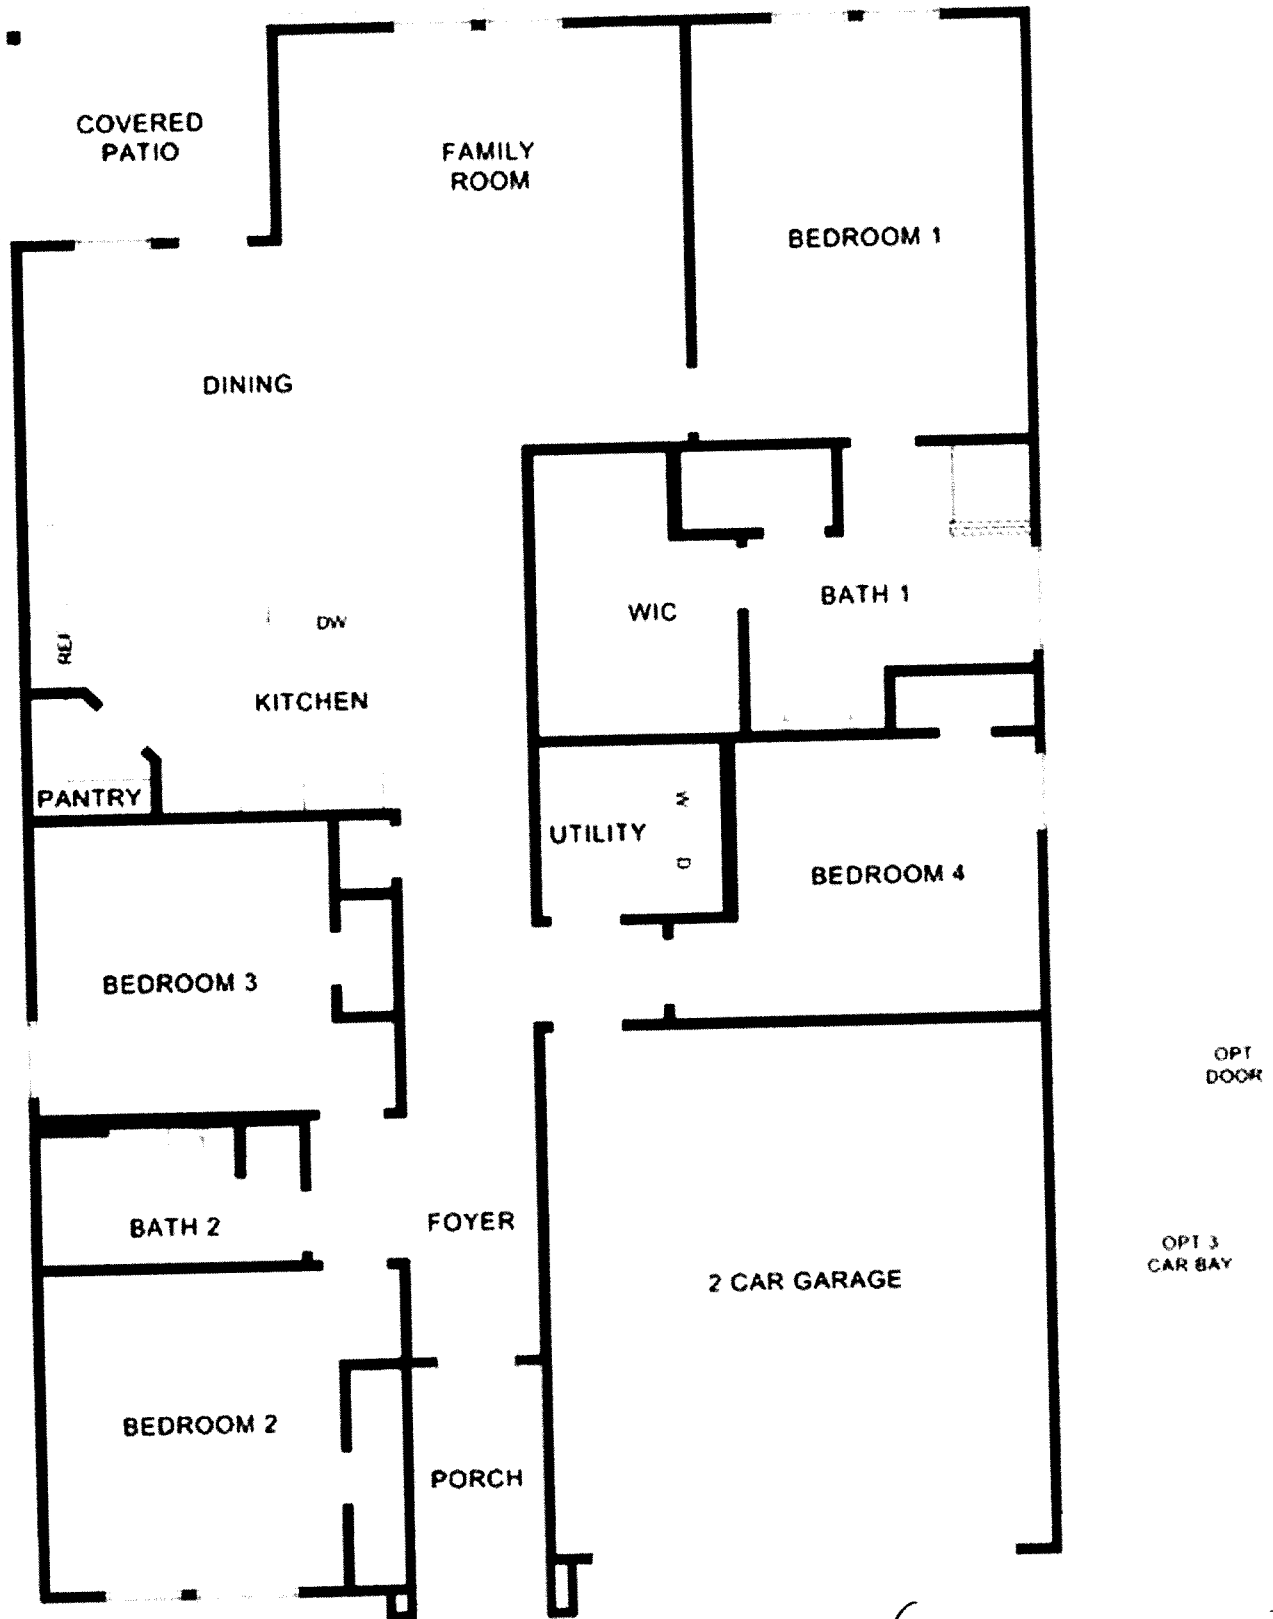 COVERED
PATIO
FAMILY
ROOM
BEDROOM 1
DINING
WIC
BATH 1
DW
REF
KITCHEN
PANTRY
UTILITY
W
D
BEDROOM 4
BEDROOM 3
OPT
DOOR
BATH 2
FOYER
2 CAR GARAGE
OPT 3
CAR BAY
BEDROOM 2
PORCH